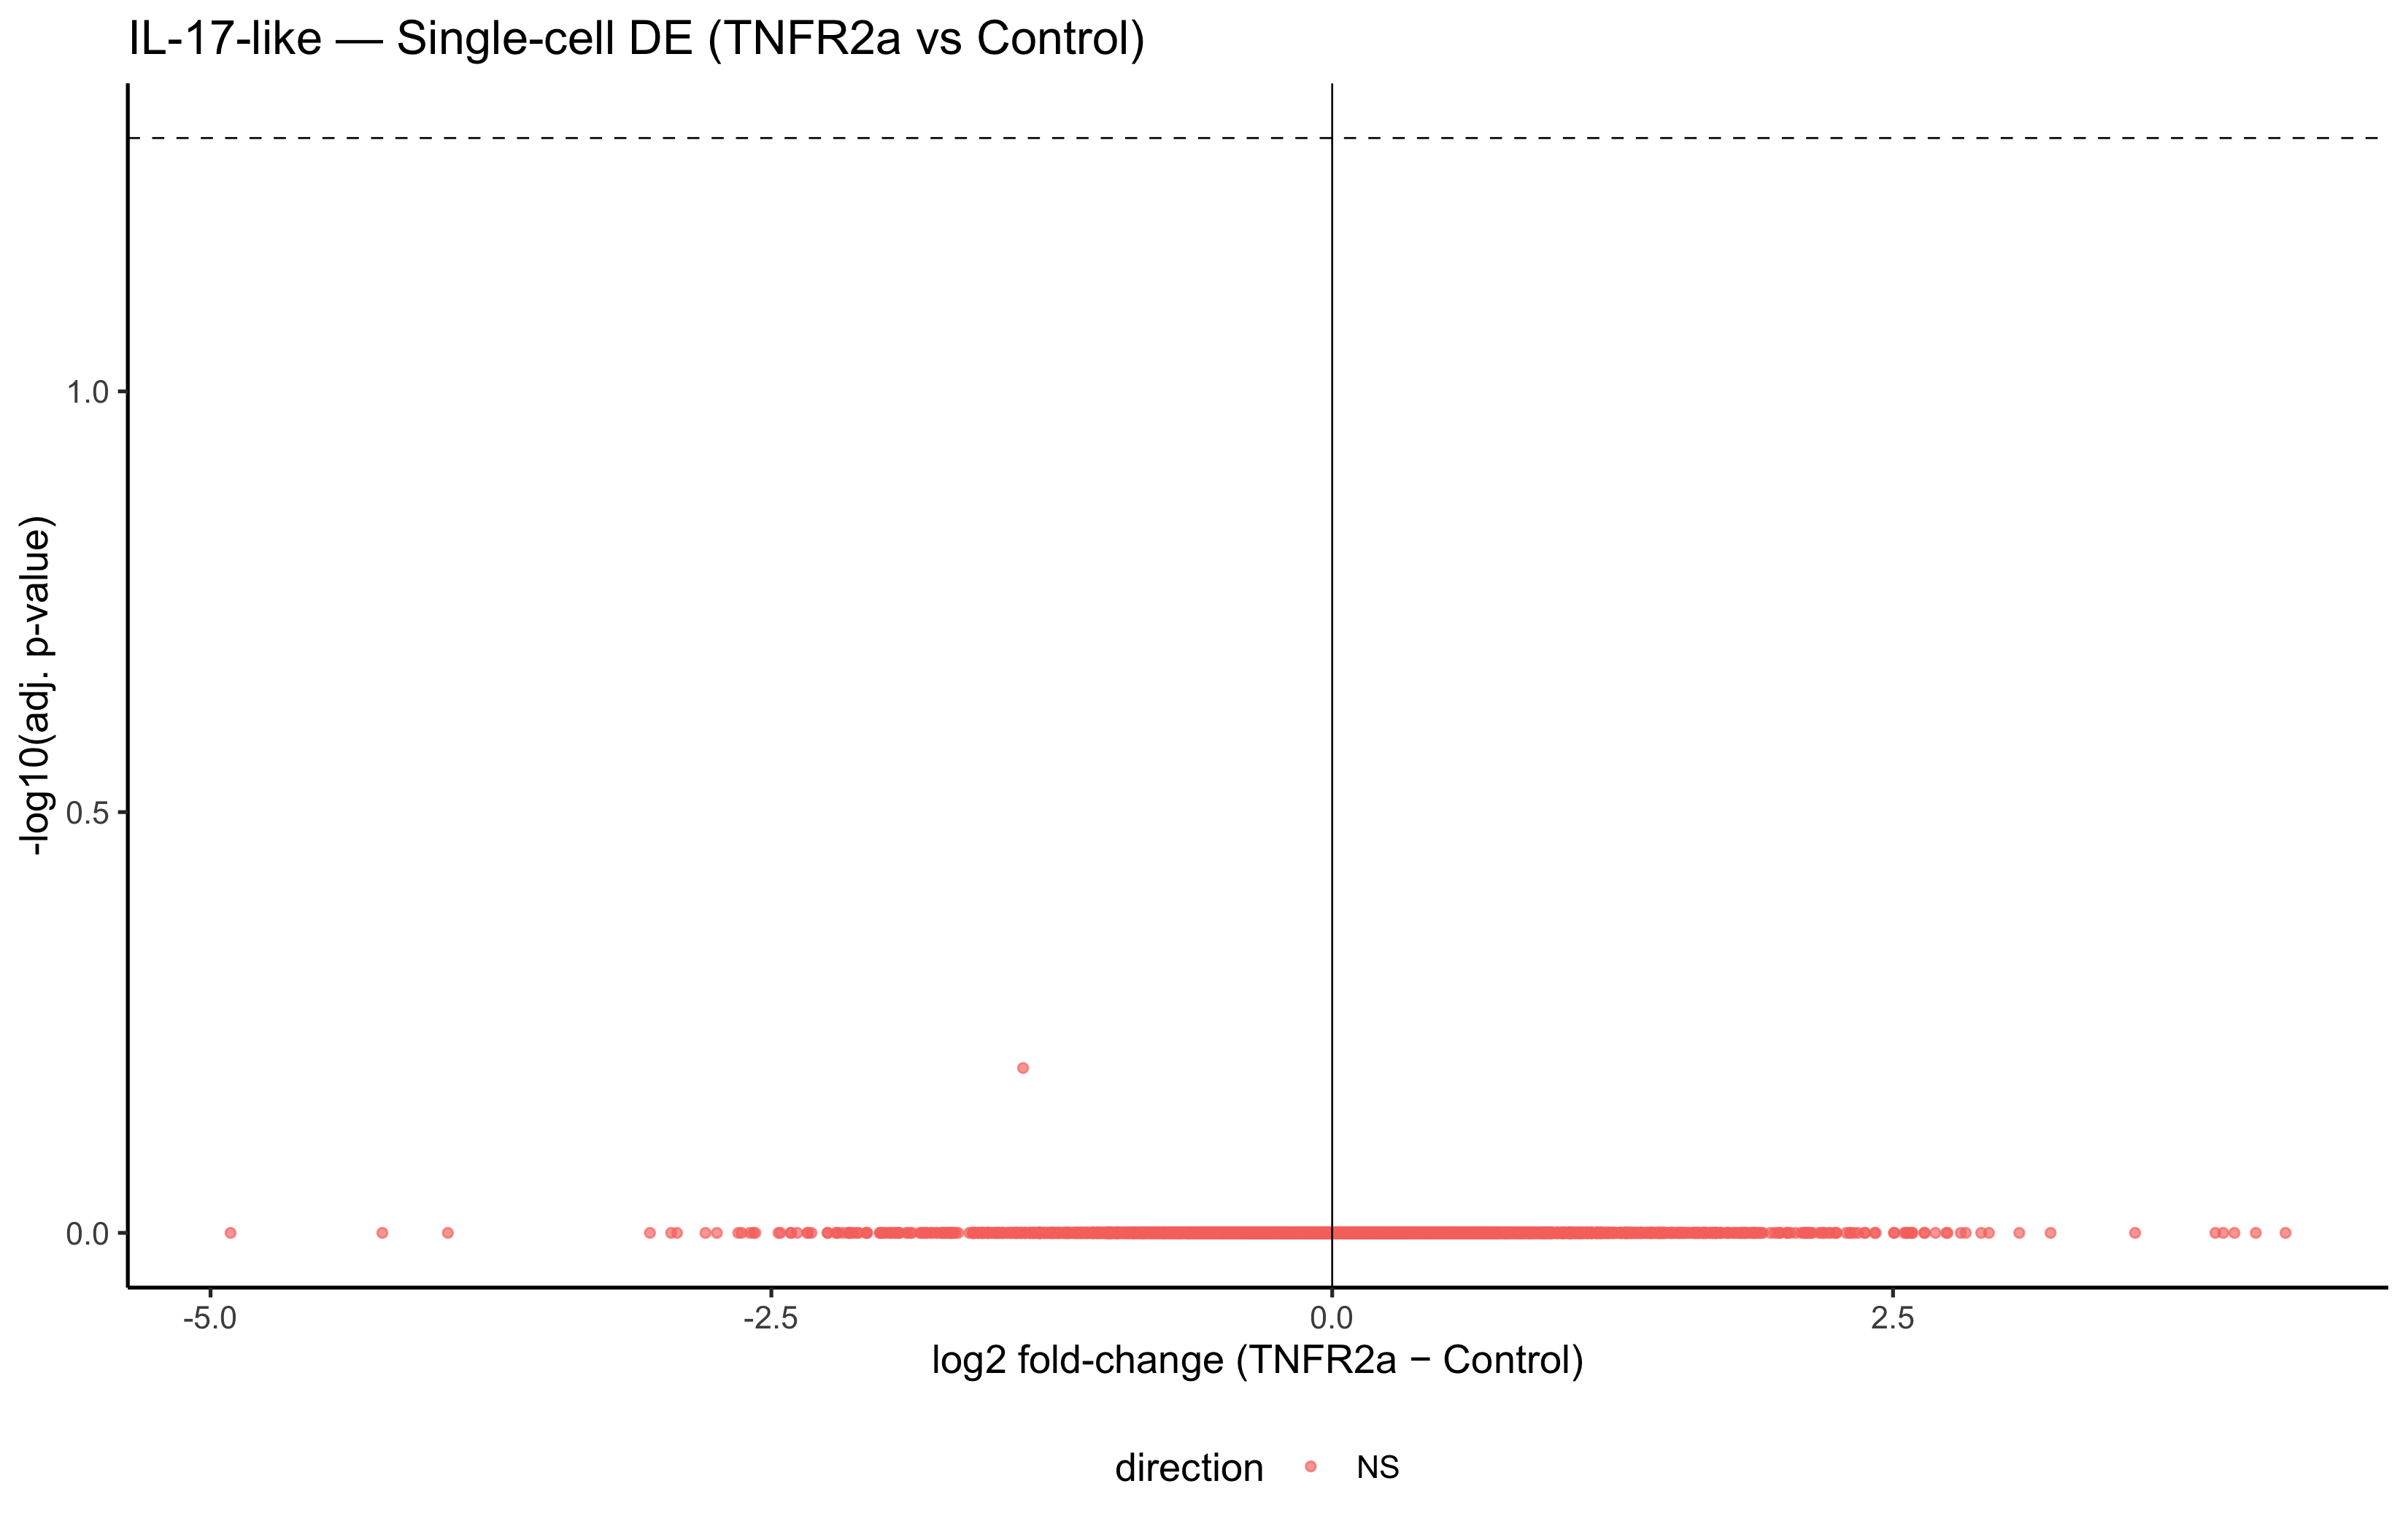 IL-17-like — Single-cell DE (TNFR2a vs Control)
-log10(adj. p-value)
1.0
0.5
0.0
-5.0 -2.5 0.0 2.5
log2 fold-change (TNFR2a − Control)
direction NS